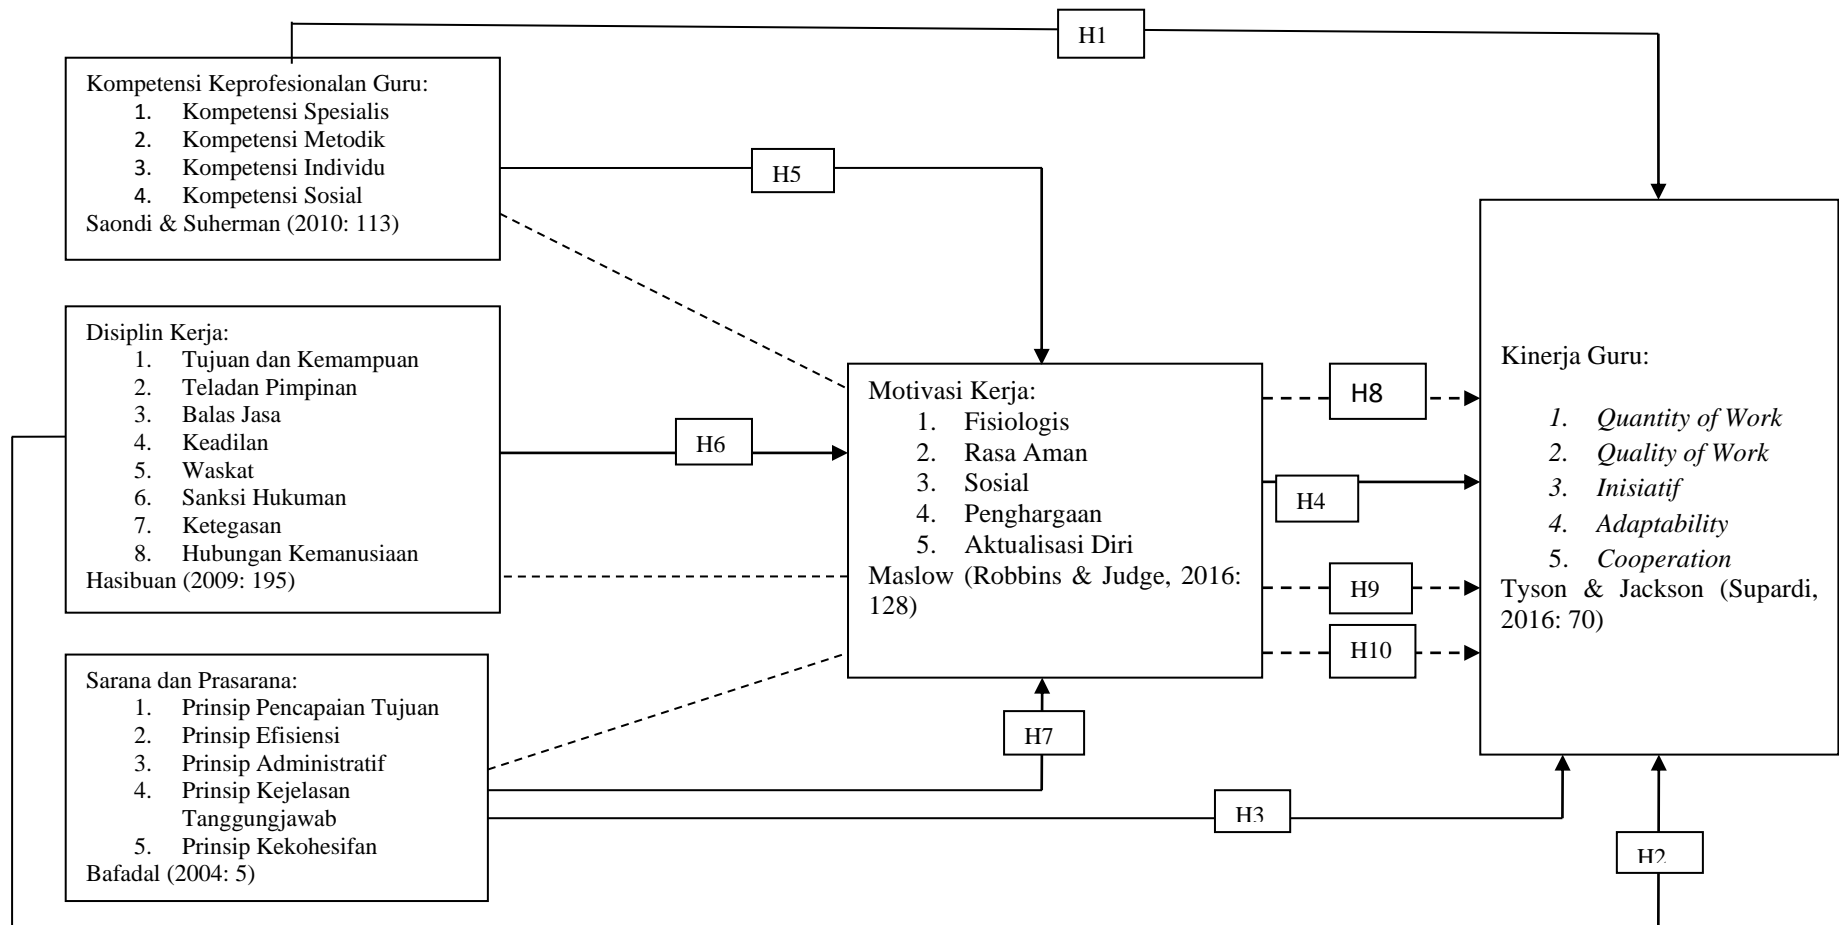 H1
Kompetensi Keprofesionalan Guru:
1. Kompetensi Spesialis
2. Kompetensi Metodik
3. Kompetensi Individu
4. Kompetensi Sosial
Saondi & Suherman (2010: 113)
H5
Disiplin Kerja:
1. Tujuan dan Kemampuan
2. Teladan Pimpinan
3. Balas Jasa
4. Keadilan
5. Waskat
6. Sanksi Hukuman
7. Ketegasan
8. Hubungan Kemanusiaan
Hasibuan (2009: 195)
H6
Motivasi Kerja:
1. Fisiologis
2. Rasa Aman
3. Sosial
4. Penghargaan
5. Aktualisasi Diri
Maslow (Robbins & Judge, 2016:
128)
H8
H4
H9
H10
Kinerja Guru:
1. Quantity of Work
2. Quality of Work
3. Inisiatif
4. Adaptability
5. Cooperation
Tyson & Jackson (Supardi,
2016: 70)
Sarana dan Prasarana:
1. Prinsip Pencapaian Tujuan
2. Prinsip Efisiensi
3. Prinsip Administratif
4. Prinsip Kejelasan
Tanggungjawab
5. Prinsip Kekohesifan
Bafadal (2004: 5)
H7
H3
H2